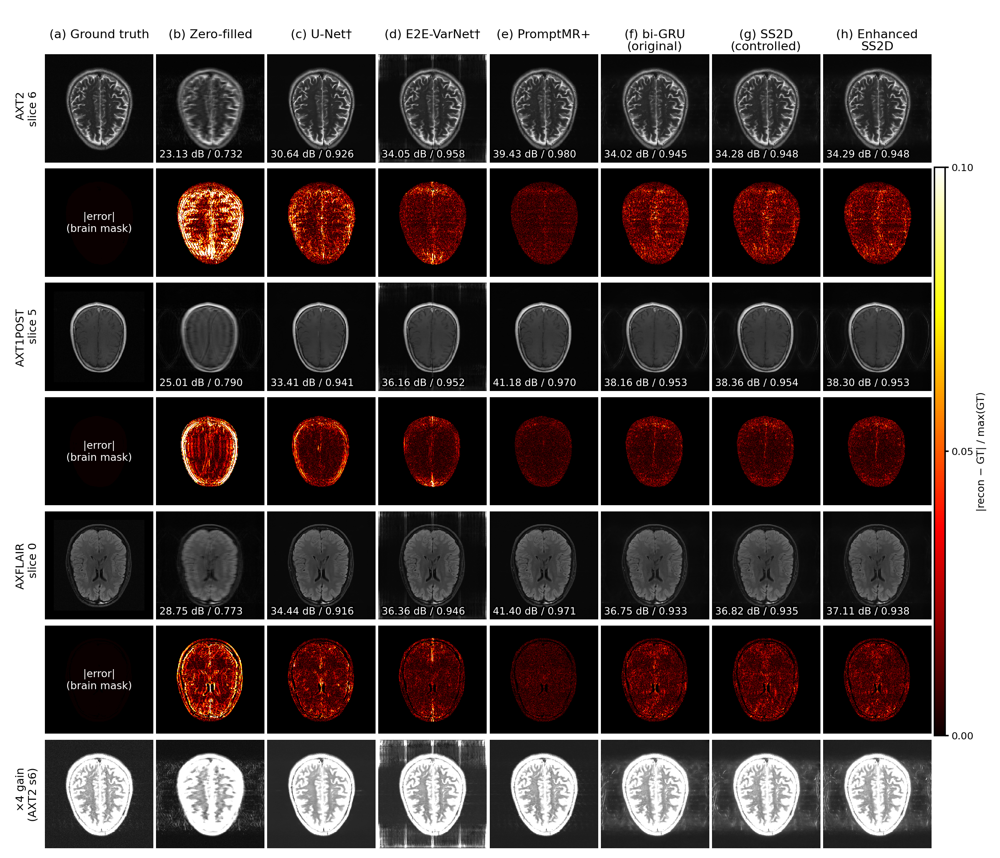 (a) Ground truth
(b) Zero-filled
(c) U-Net†
(d) E2E-VarNet†
(e) PromptMR+
(f) bi-GRU
(original)
(g) SS2D
(controlled)
(h) Enhanced
SS2D
AXT2
slice 6
23.13 dB / 0.732
30.64 dB / 0.926
34.05 dB / 0.958
39.43 dB / 0.980
34.02 dB / 0.945
34.28 dB / 0.948
34.29 dB / 0.948
|error|
(brain mask)
AXT1POST
slice 5
25.01 dB / 0.790
33.41 dB / 0.941
36.16 dB / 0.952
41.18 dB / 0.970
38.16 dB / 0.953
38.36 dB / 0.954
38.30 dB / 0.953
|error|
(brain mask)
AXFLAIR
slice 0
28.75 dB / 0.773
34.44 dB / 0.916
36.36 dB / 0.946
41.40 dB / 0.971
36.75 dB / 0.933
36.82 dB / 0.935
37.11 dB / 0.938
|error|
(brain mask)
×4 gain
(AXT2 s6)
0.10
0.05
0.00
|recon − GT| / max(GT)